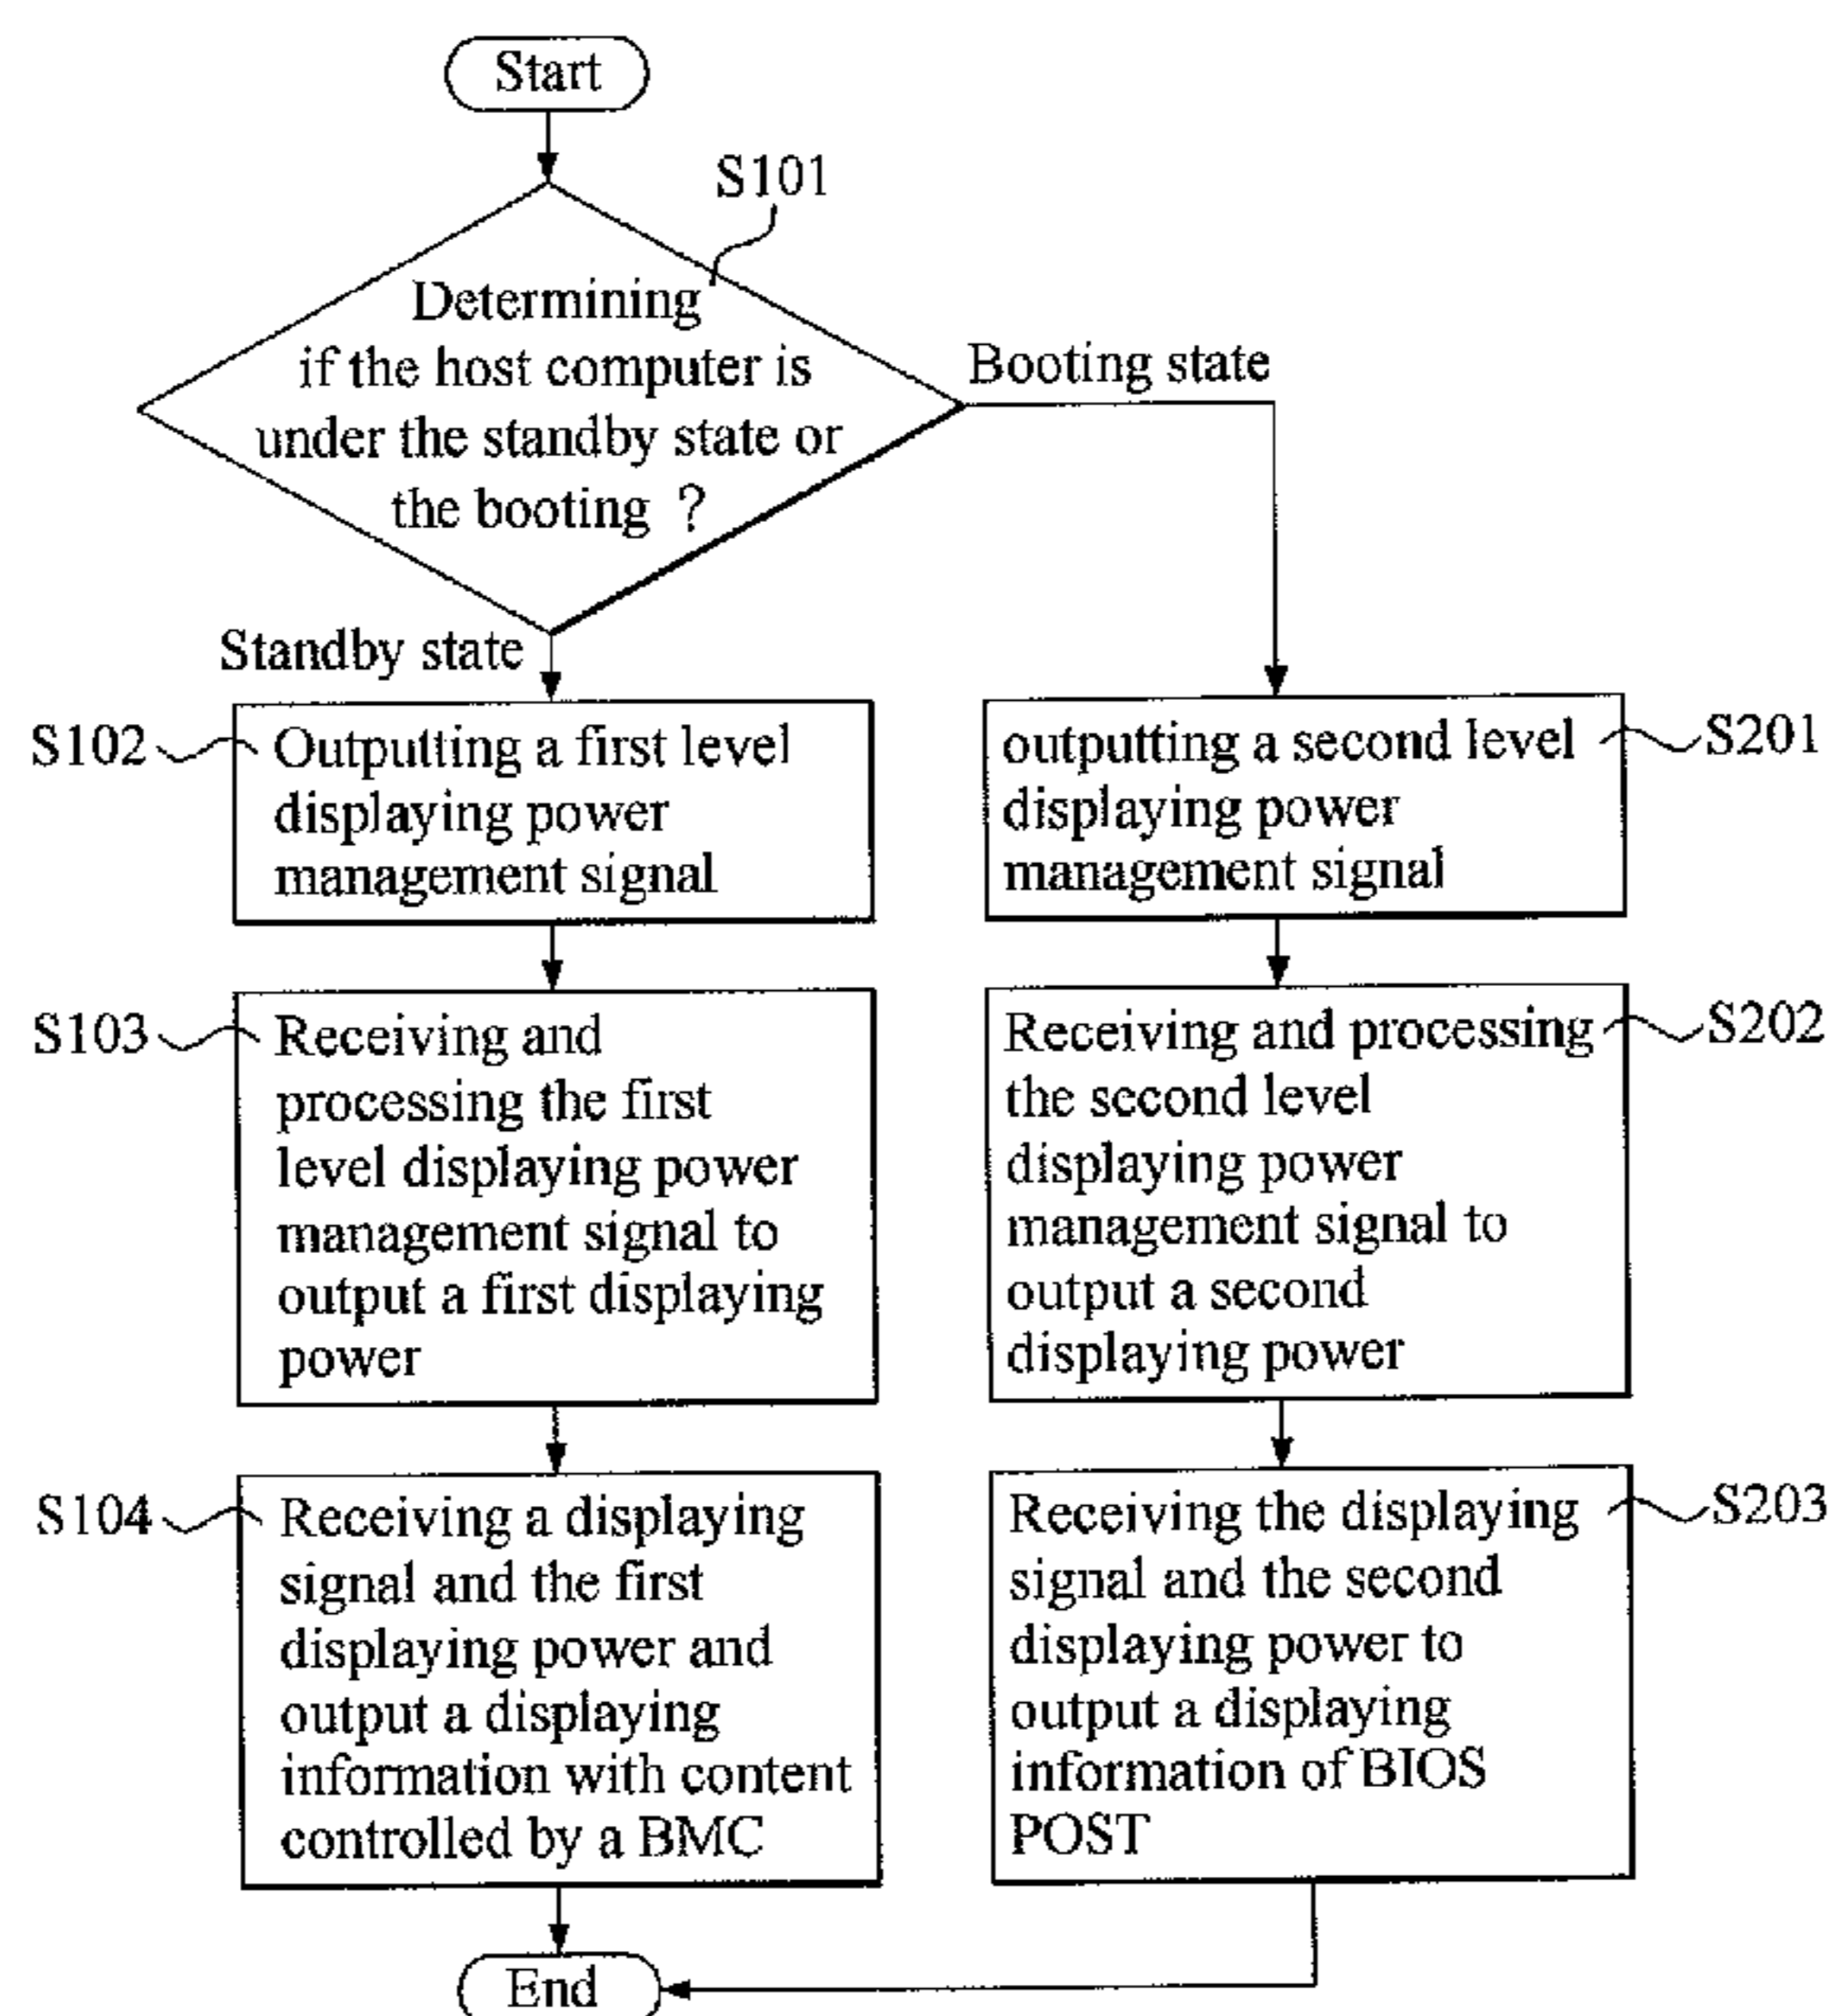 Start
S101
Determining
if the host computer is
under the standby state or
the booting ?
Booting state
Standby state
S102
Outputting a first level
displaying power
management signal
S103
Receiving and
processing the first
level displaying power
management signal to
output a first displaying
power
S104
Receiving a displaying
signal and the first
displaying power and
output a displaying
information with content
controlled by a BMC
outputting a second level
displaying power
management signal
S201
Receiving and processing
the second level
displaying power
management signal to
output a second
displaying power
S202
Receiving the displaying
signal and the second
displaying power to
output a displaying
information of BIOS
POST
S203
End